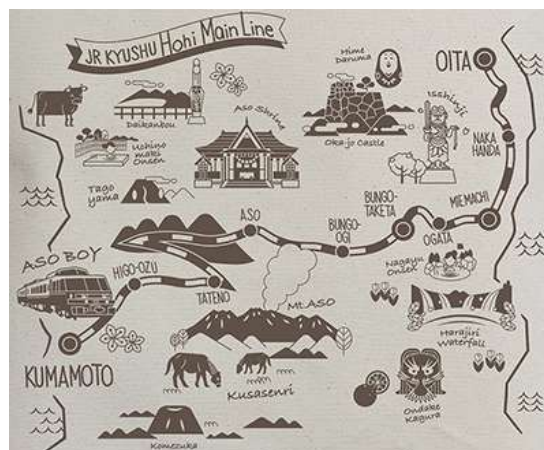 JR KYUSHU Hohi Main Line
Hime
Daruma
OITA
Daikanbou
Aso Shrine
Isshinji
Uchino
maki
Onsen
Oka-jo Castle
NAKA
HANDA
Tago
yama
BUNGO-
TAKETA
MIEMACHI
ASO
BUNGO-
OGI
OGATA
ASO BOY
HIGO-OZU
Nagayu
Onsen
TATENO
Mt.ASO
Harajiri
Waterfall
KUMAMOTO
Kusasenri
Ondake
Kagura
Komezuka